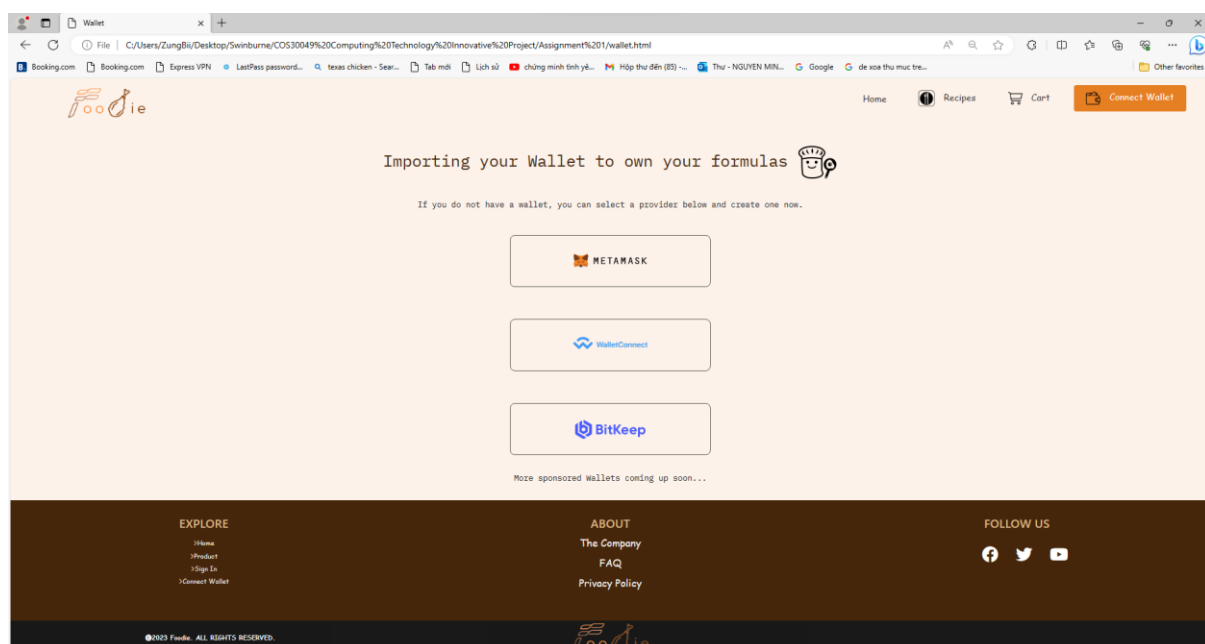 Wallet
File | C:/Users/ZungBii/Desktop/Swinburne/COS30049%20Computing%20Technology%20Innovative%20Project/Assignment%201/wallet.html
Booking.com Booking.com Express VPN LastPass password... texas chicken - Sear... Tab mới Lịch sử chứng minh tình yê... Hộp thư đến (85) -... Thư - NGUYEN MIN... Google de xoa thu muc tre... Other favorites
Foodie Home Recipes Cart Connect Wallet
Importing your Wallet to own your formulas
If you do not have a wallet, you can select a provider below and create one now.
METAMASK
WalletConnect
BitKeep
More sponsored Wallets coming up soon...
EXPLORE
>Home
>Product
>Sign In
>Connect Wallet
ABOUT
The Company
FAQ
Privacy Policy
FOLLOW US
©2023 Foodie. ALL RIGHTS RESERVED.
Foodie